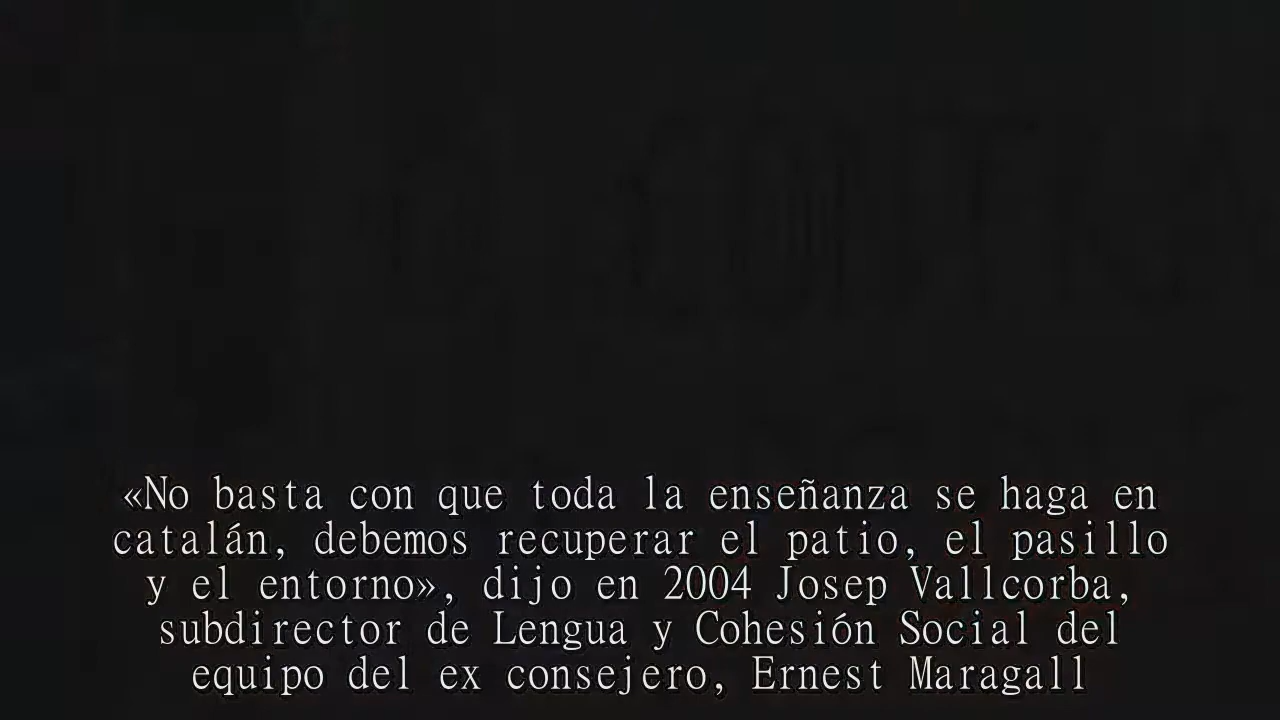 «No basta con que toda la enseñanza se haga en
catalán, debemos recuperar el patio, el pasillo
y el entorno», dijo en 2004 Josep Vallcorba,
subdirector de Lengua y Cohesión Social del
equipo del ex consejero, Ernest Maragall